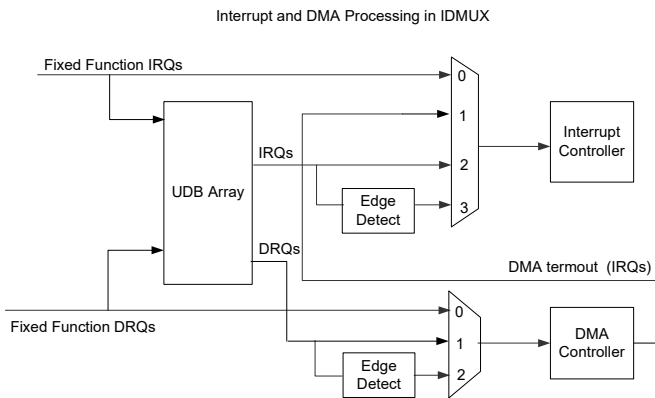 Interrupt and DMA Processing in IDMUX
Fixed Function IRQs
0
1
Interrupt
Controller
IRQs
2
UDB Array
Edge
Detect
3
DRQs
DMA termout (IRQs)
Fixed Function DRQs
0
1
DMA
Controller
Edge
Detect
2